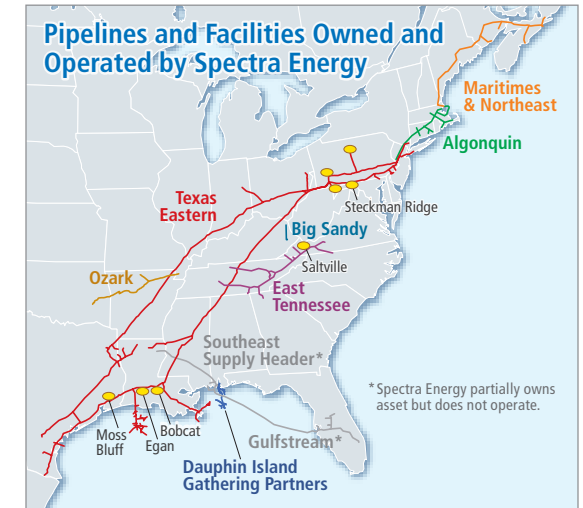 Pipelines and Facilities Owned and
Operated by Spectra Energy
Maritimes
& Northeast
Algonquin
Texas
Eastern
Steckman Ridge
Big Sandy
Saltville
Ozark
East
Tennessee
Southeast
Supply Header*
* Spectra Energy partially owns
asset but does not operate.
Moss
Bluff
Egan
Bobcat
Gulfstream*
Dauphin Island
Gathering Partners